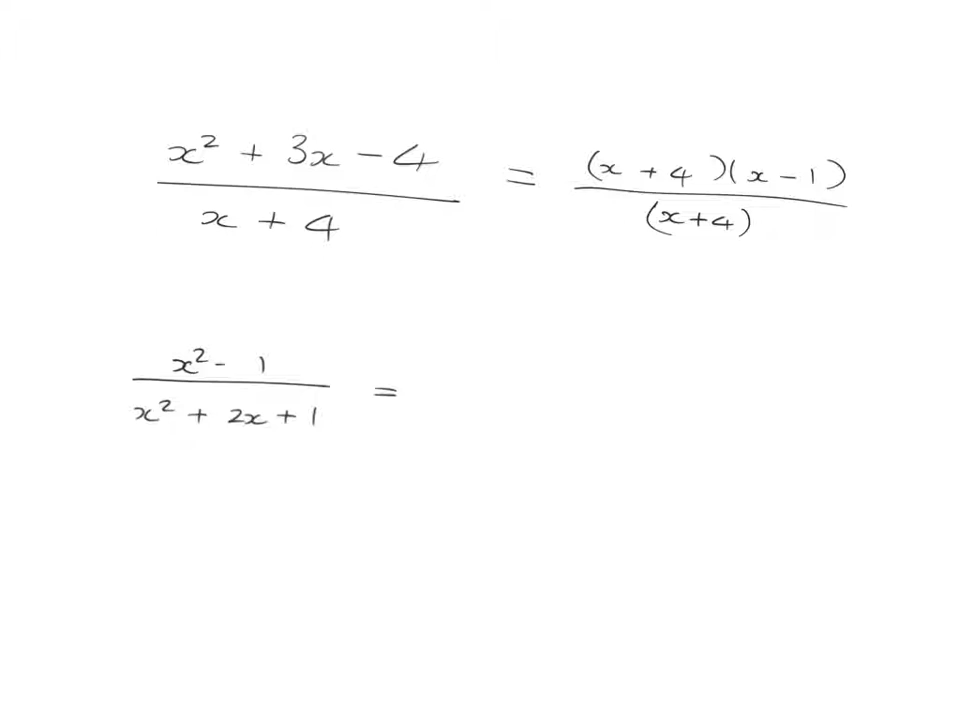 x² + 3x - 4 = (x + 4)(x - 1)
x + 4 (x+4)
x² - 1
x² + 2x + 1 =